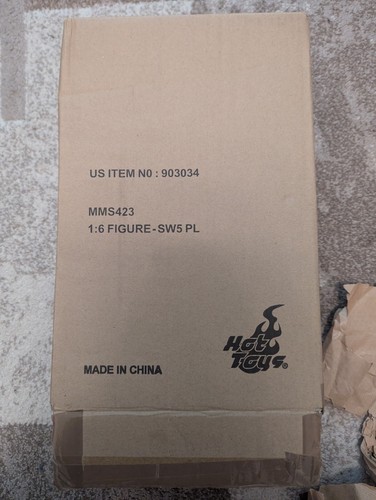 US ITEM N0 : 903034
MMS423
1:6 FIGURE - SW5 PL
Hot
Toys®
MADE IN CHINA